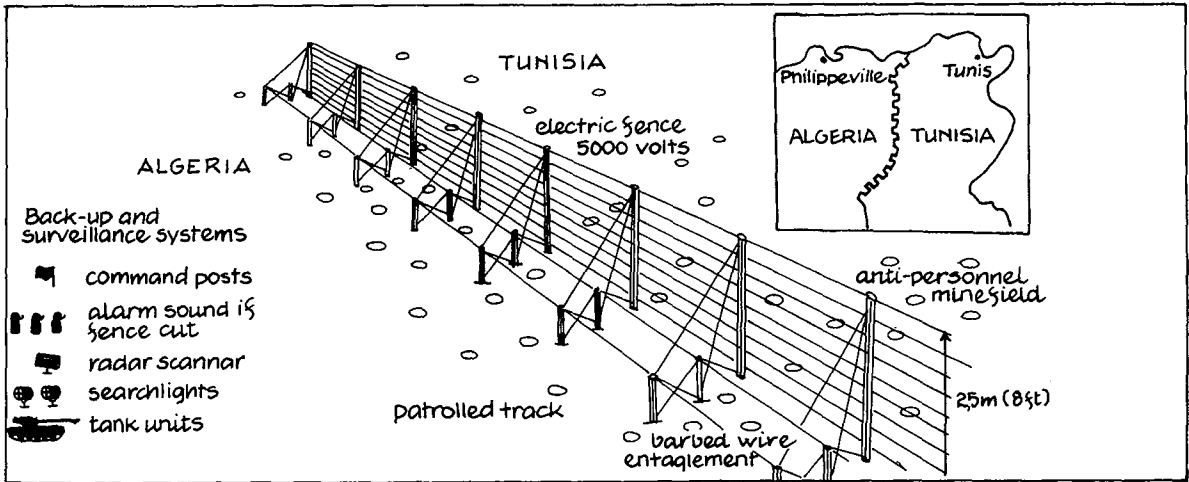 TUNISIA
ALGERIA
electric fence
5000 volts
Philippeville
Tunis
ALGERIA
TUNISIA
Back-up and
surveillance systems
command posts
alarm sound if
fence cut
radar scannar
searchlights
tank units
anti-personnel
minefield
2,5m (8ft)
patrolled track
barbed wire
entaglement